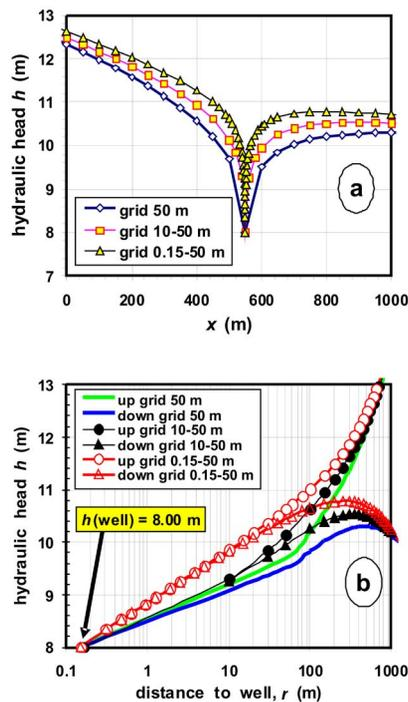 13
12
11
10
9
8
7
hydraulic head h (m)
grid 50 m
grid 10-50 m
grid 0.15-50 m
a
0 200 400 600 800 1000
x (m)
13
12
11
10
9
8
hydraulic head h (m)
up grid 50 m
down grid 50 m
up grid 10-50 m
down grid 10-50 m
up grid 0.15-50 m
down grid 0.15-50 m
h(well) = 8.00 m
b
0.1 1 10 100 1000
distance to well, r (m)